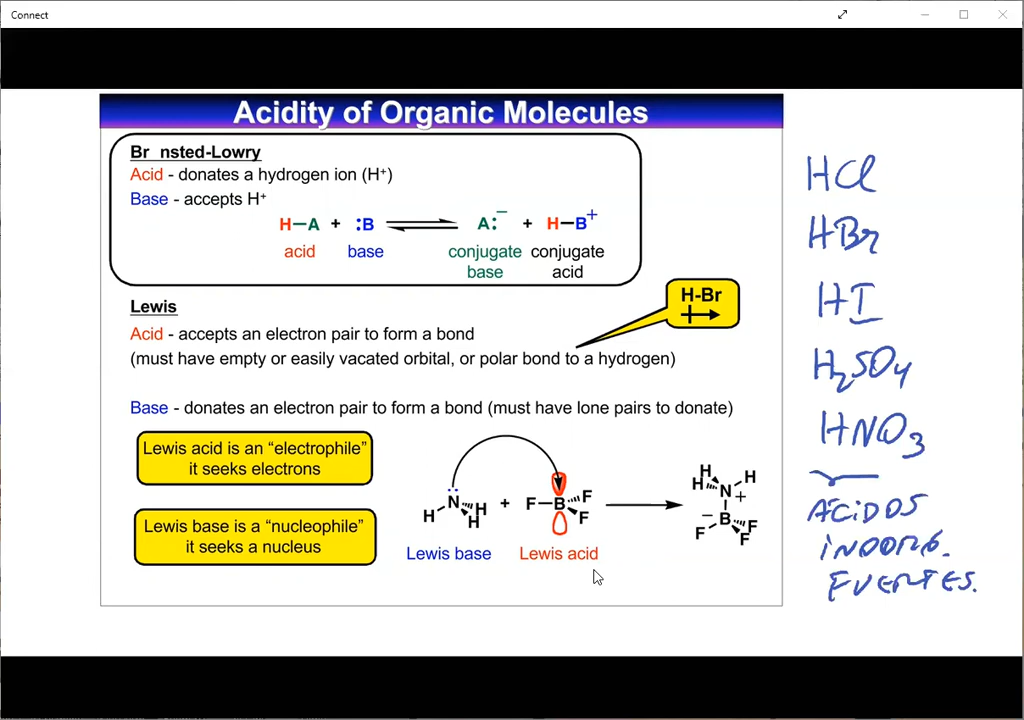 Connect
Acidity of Organic Molecules
Br nsted-Lowry
Acid - donates a hydrogen ion (H⁺)
Base - accepts H⁺
H–A + :B ⇌ A:⁻ + H–B⁺
acid base conjugate base conjugate acid
Lewis
H-Br
Acid - accepts an electron pair to form a bond
(must have empty or easily vacated orbital, or polar bond to a hydrogen)
Base - donates an electron pair to form a bond (must have lone pairs to donate)
Lewis acid is an “electrophile”
it seeks electrons
Lewis base is a “nucleophile”
it seeks a nucleus
H N H H + F B F F → H H N H + − F B F F
Lewis base Lewis acid
HCl
HBr
HI
H₂SO₄
HNO₃
ACiDOS
iNOORG.
FUERTES.